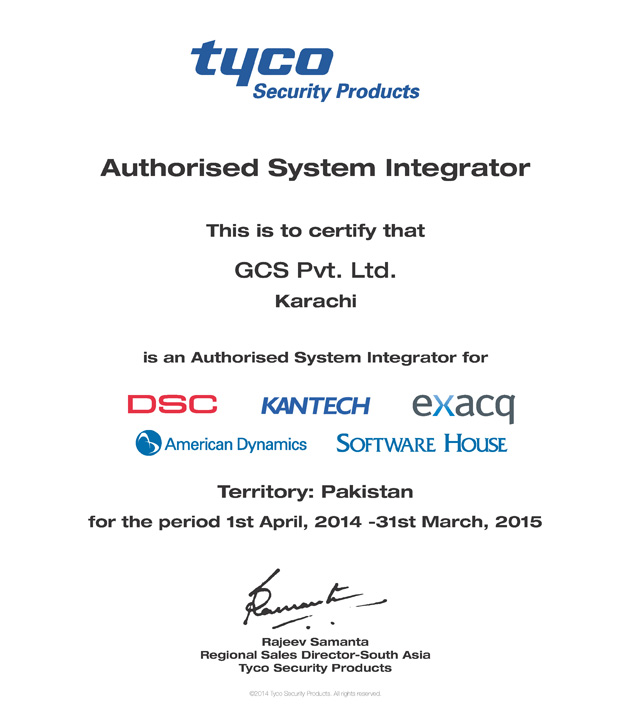 tyco
Security Products
Authorised System Integrator
This is to certify that
GCS Pvt. Ltd.
Karachi
is an Authorised System Integrator for
DSC KANTECH exacq
American Dynamics SOFTWARE HOUSE
Territory: Pakistan
for the period 1st April, 2014 -31st March, 2015
Rajeev Samanta
Regional Sales Director-South Asia
Tyco Security Products
©2014 Tyco Security Products. All rights reserved.